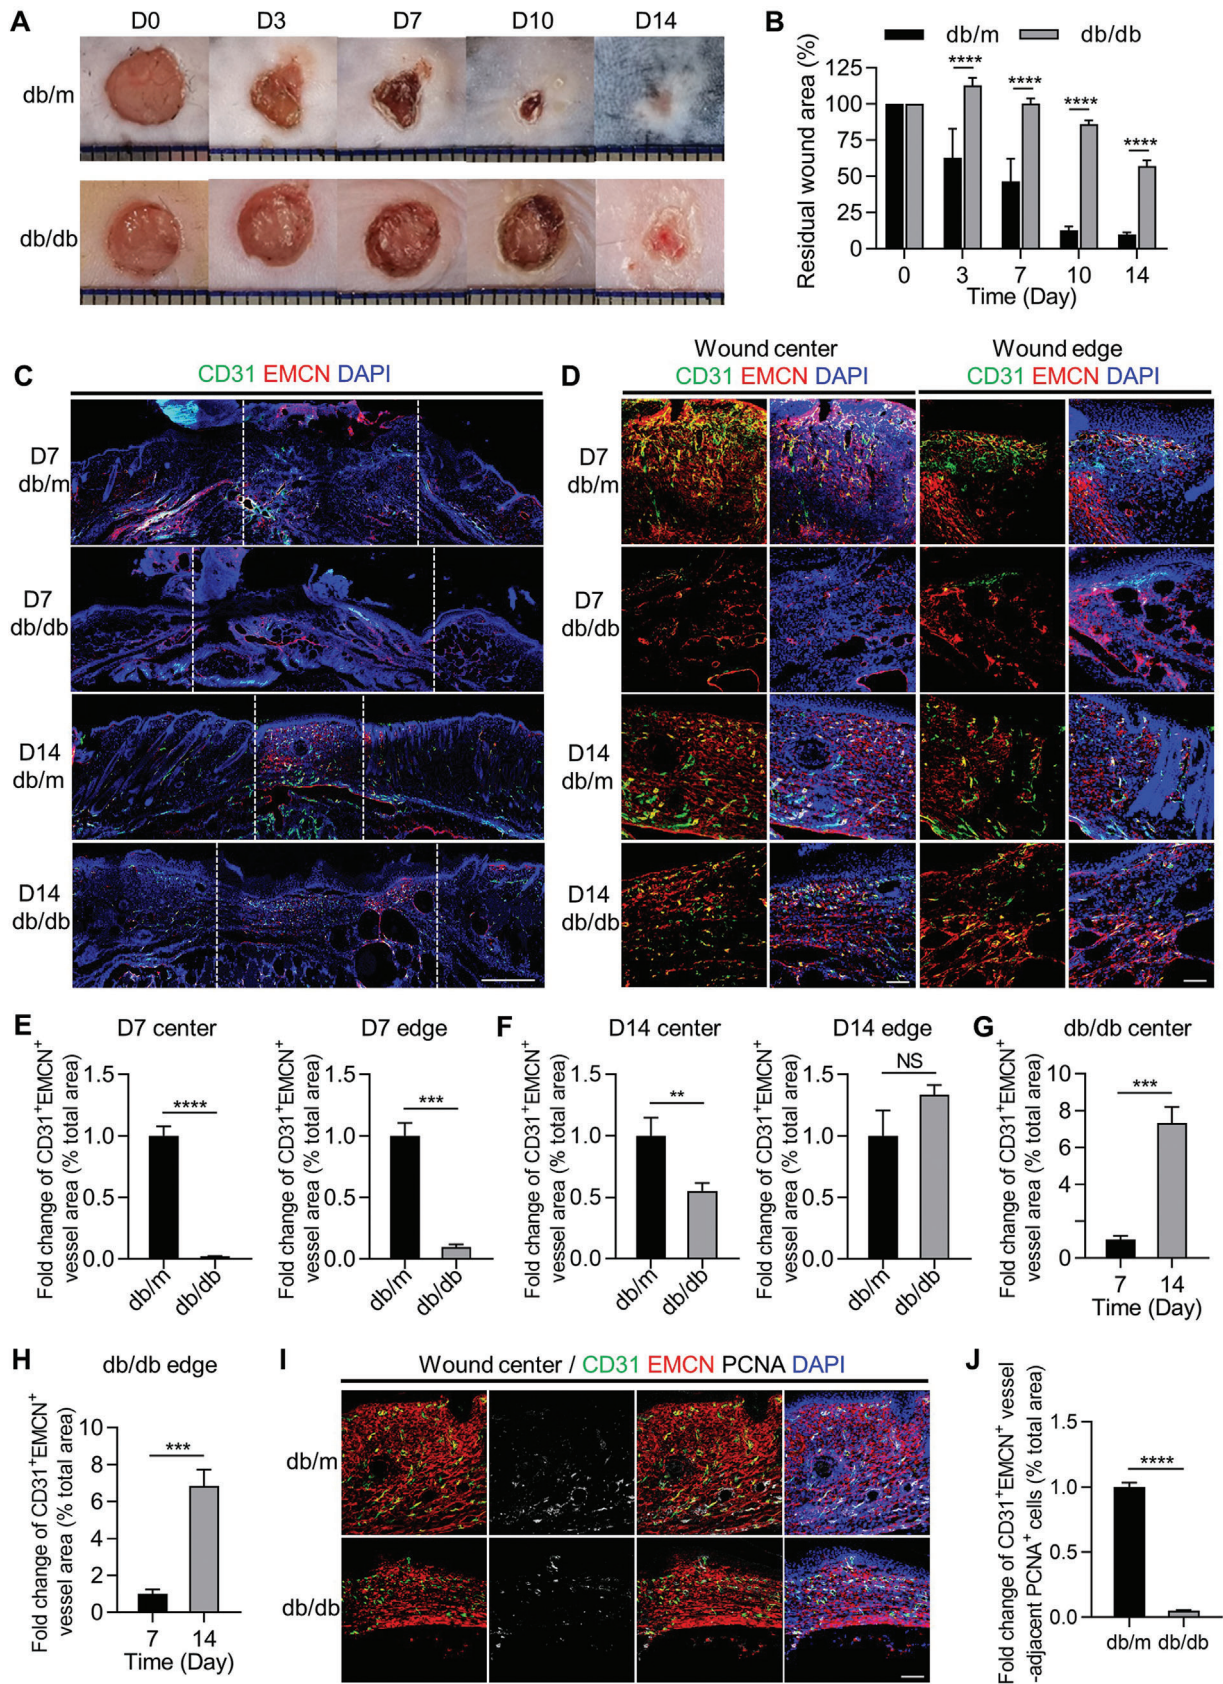 A
D0 D3 D7 D10 D14
db/m
db/db
B
db/m db/db
Residual wound area (%)
125
100
75
50
25
0
**** **** **** ****
0 3 7 10 14
Time (Day)
C
CD31 EMCN DAPI
D7
db/m
D7
db/db
D14
db/m
D14
db/db
D
Wound center Wound edge
CD31 EMCN DAPI CD31 EMCN DAPI
D7
db/m
D7
db/db
D14
db/m
D14
db/db
E
D7 center
Fold change of CD31⁺EMCN⁺
vessel area (% total area)
1.5
1.0
0.5
0.0
****
db/m db/db
D7 edge
Fold change of CD31⁺EMCN⁺
vessel area (% total area)
1.5
1.0
0.5
0.0
***
db/m db/db
F
D14 center
Fold change of CD31⁺EMCN⁺
vessel area (% total area)
1.5
1.0
0.5
0.0
**
db/m db/db
D14 edge
Fold change of CD31⁺EMCN⁺
vessel area (% total area)
1.5
1.0
0.5
0.0
NS
db/m db/db
G
db/db center
Fold change of CD31⁺EMCN⁺
vessel area (% total area)
10
8
6
4
2
0
***
7 14
Time (Day)
H
db/db edge
Fold change of CD31⁺EMCN⁺
vessel area (% total area)
10
8
6
4
2
0
***
7 14
Time (Day)
I
Wound center / CD31 EMCN PCNA DAPI
db/m
db/db
J
Fold change of CD31⁺EMCN⁺ vessel
-adjacent PCNA⁺ cells (% total area)
1.5
1.0
0.5
0.0
****
db/m db/db